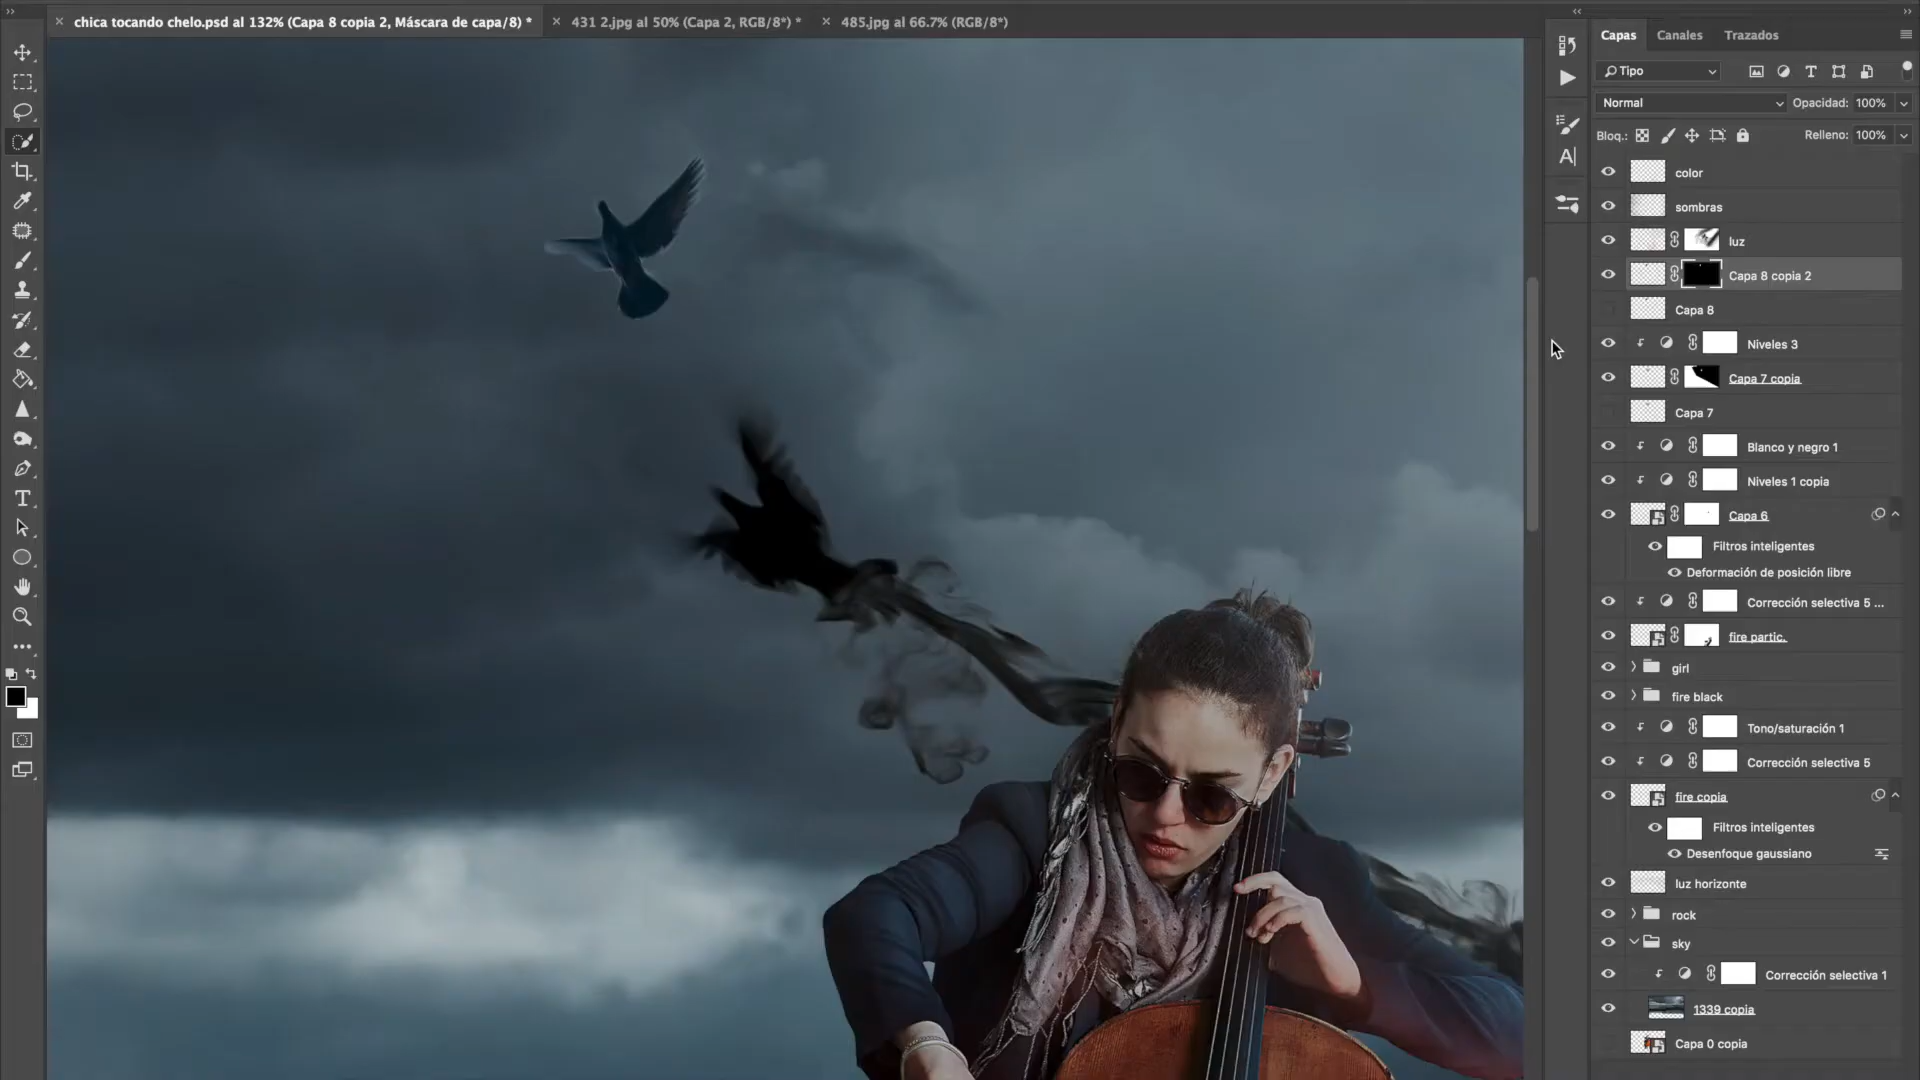 chica tocando chelo.psd al 132% (Capa 8 copia 2, Máscara de capa/8) *
431 2.jpg al 50% (Capa 2, RGB/8*) *
485.jpg al 66.7% (RGB/8*)
Capas
Canales
Trazados
Tipo
Normal
Opacidad: 100%
Bloq.:
Relleno: 100%
color
sombras
luz
Capa 8 copia 2
Capa 8
Niveles 3
Capa 7 copia
Capa 7
Blanco y negro 1
Niveles 1 copia
Capa 6
Filtros inteligentes
Deformación de posición libre
Corrección selectiva 5 ...
fire partic.
girl
fire black
Tono/saturación 1
Corrección selectiva 5
fire copia
Filtros inteligentes
Desenfoque gaussiano
luz horizonte
rock
sky
Corrección selectiva 1
1339 copia
Capa 0 copia